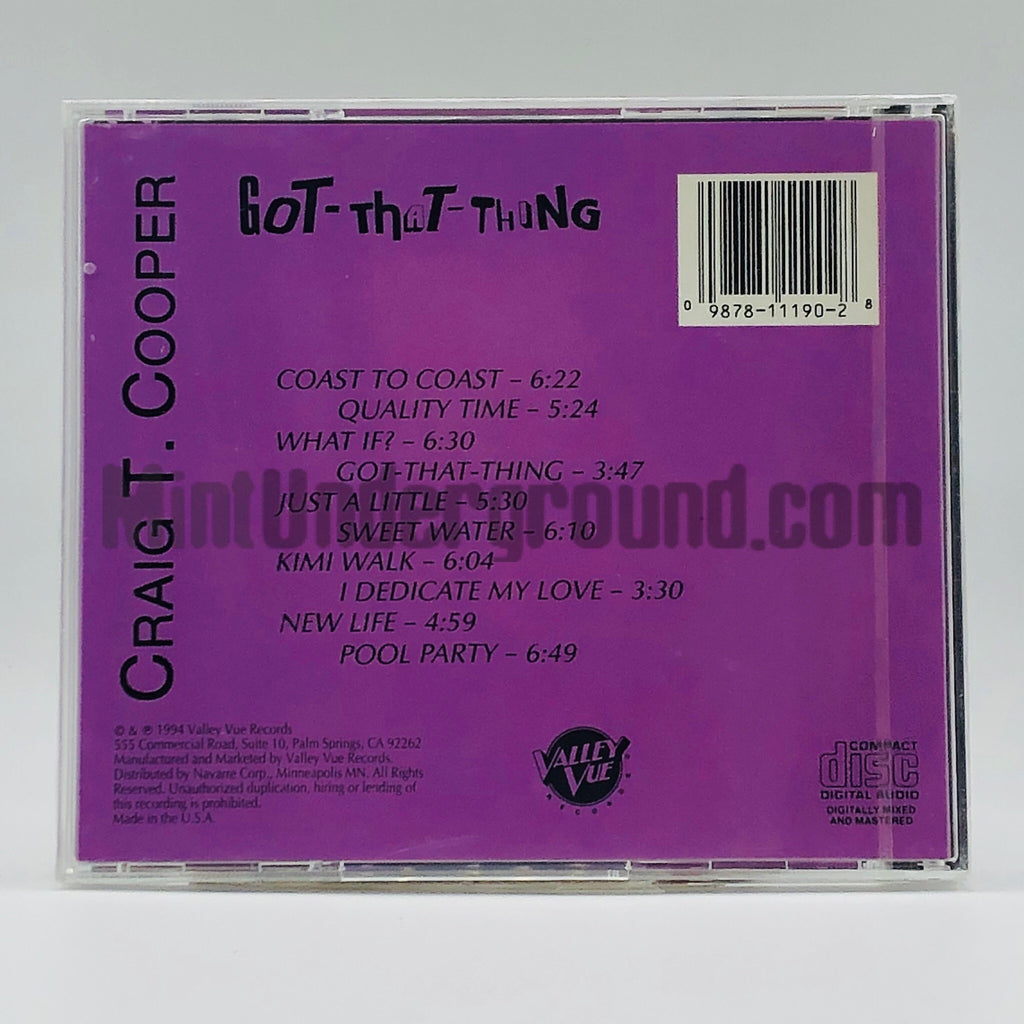 CRAIG T. COOPER
GOT-THAT-THING
0 9878-11190-2 8
COAST TO COAST – 6:22
QUALITY TIME – 5:24
WHAT IF? – 6:30
GOT-THAT-THING – 3:47
JUST A LITTLE – 5:30
SWEET WATER – 6:10
KIMI WALK – 6:04
I DEDICATE MY LOVE – 3:30
NEW LIFE – 4:59
POOL PARTY – 6:49
MintUnderground.com
© & ℗ 1994 Valley Vue Records
555 Commercial Road, Suite 10, Palm Springs, CA 92262
Manufactured and Marketed by Valley Vue Records.
Distributed by Navarre Corp., Minneapolis MN. All Rights
Reserved. Unauthorized duplication, hiring or lending of
this recording is prohibited.
Made in the U.S.A.
VALLEY
VUE
RECORDS
COMPACT
disc
DIGITAL AUDIO
DIGITALLY MIXED
AND MASTERED